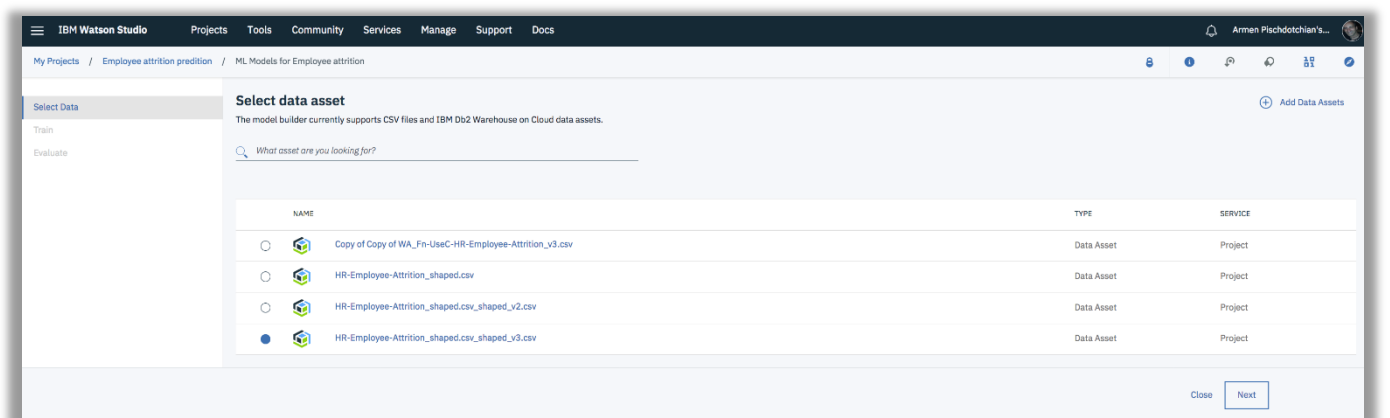 IBM Watson Studio Projects Tools Community Services Manage Support Docs Armen Pischdotchian's...
My Projects / Employee attrition predition / ML Models for Employee attrition
Select Data
Train
Evaluate
Select data asset
Add Data Assets
The model builder currently supports CSV files and IBM Db2 Warehouse on Cloud data assets.
What asset are you looking for?
NAME TYPE SERVICE
Copy of Copy of WA_Fn-UseC-HR-Employee-Attrition_v3.csv Data Asset Project
HR-Employee-Attrition_shaped.csv Data Asset Project
HR-Employee-Attrition_shaped.csv_shaped_v2.csv Data Asset Project
HR-Employee-Attrition_shaped.csv_shaped_v3.csv Data Asset Project
Close Next